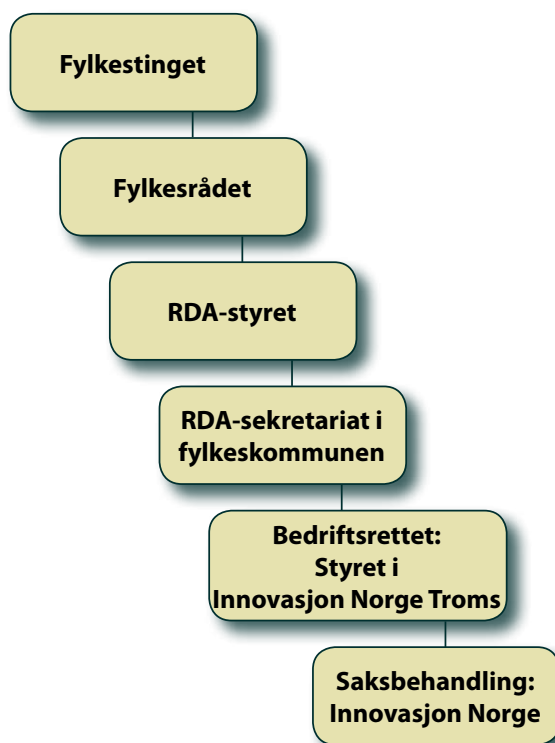 Fylkestinget
Fylkesrådet
RDA-styret
RDA-sekretariat i
fylkeskommunen
Bedriftsrettet:
Styret i
Innovasjon Norge Troms
Saksbehandling:
Innovasjon Norge